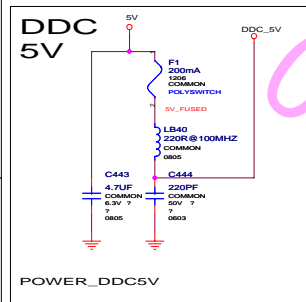 DDC
5V
5V
DDC_5V
1
F1
200mA
1206
COMMON
POLYSWITCH
2
5V_FUSED
LB40
220R@100MHZ
COMMON
0805
C443
4.7UF
COMMON
6.3V ?
?
0805
C444
220PF
COMMON
50V ?
?
0603
POWER_DDC5V